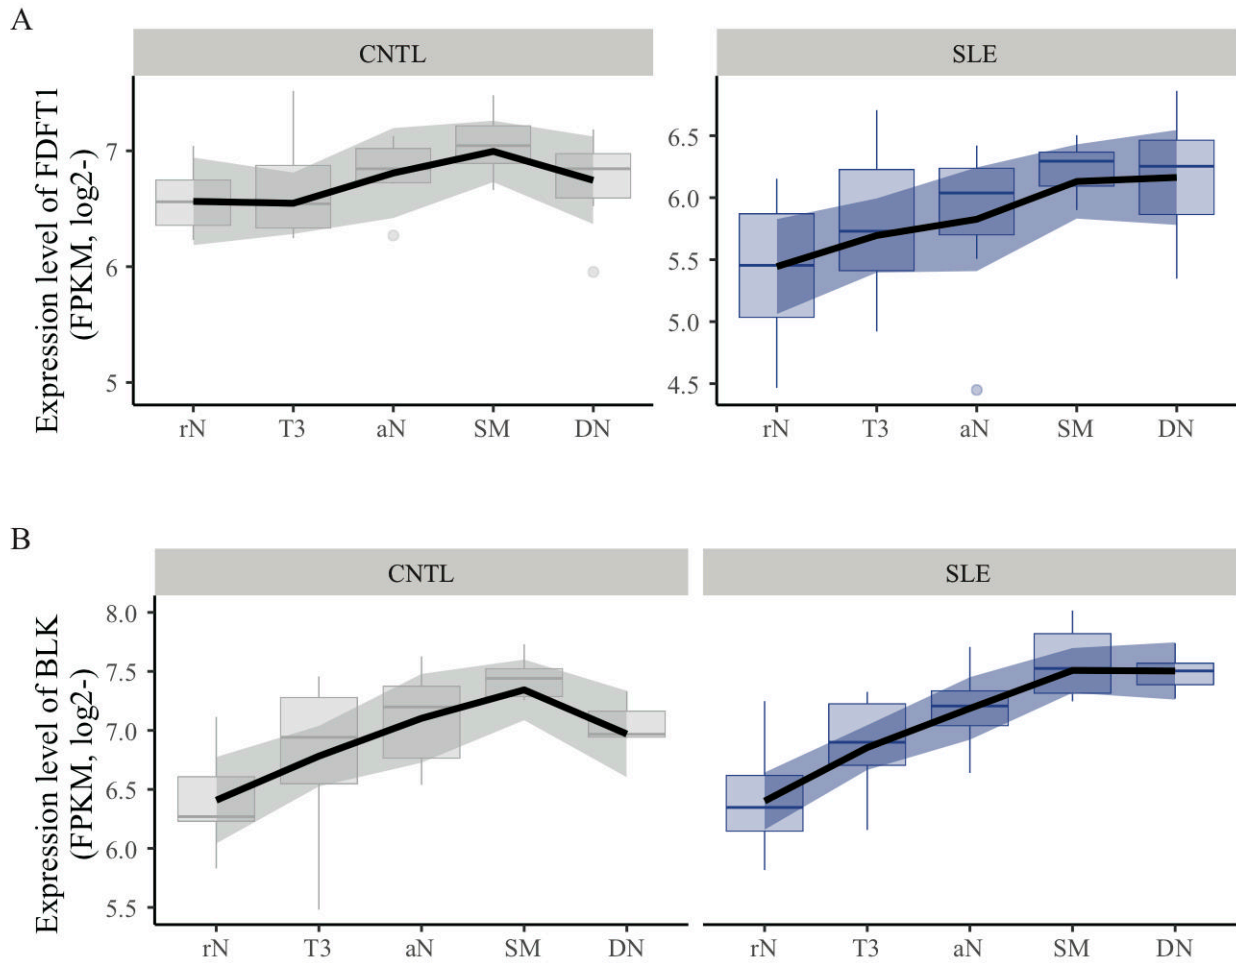 A
CNTL
SLE
Expression level of FDFT1
(FPKM, log2-)
7
6
5
6.5
6.0
5.5
5.0
4.5
rN T3 aN SM DN
rN T3 aN SM DN
B
CNTL
SLE
Expression level of BLK
(FPKM, log2-)
8.0
7.5
7.0
6.5
6.0
5.5
rN T3 aN SM DN
rN T3 aN SM DN